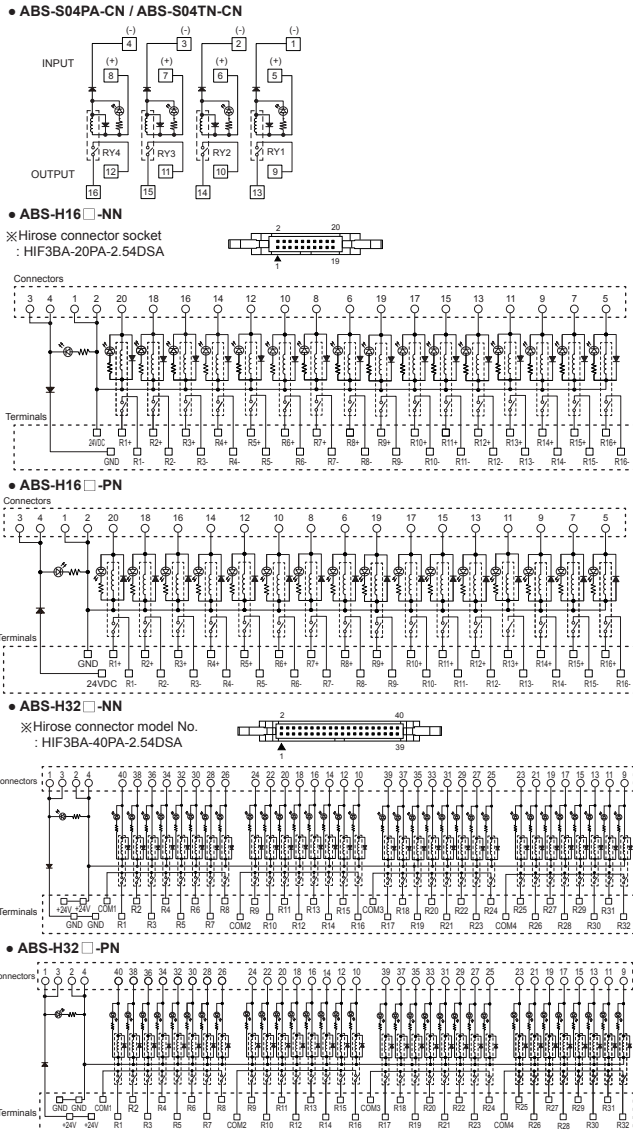 ● ABS-S04PA-CN / ABS-S04TN-CN
(-) (-) (-) (-)
4 3 2 1
INPUT (+) (+) (+) (+)
8 7 6 5
RY4 RY3 RY2 RY1
OUTPUT 12 11 10 9
16 15 14 13
● ABS-H16□-NN
※Hirose connector socket
: HIF3BA-20PA-2.54DSA
2 20
1 19
Connectors
3 4 1 2 20 18 16 14 12 10 8 6 19 17 15 13 11 9 7 5
Terminals
24VDC R1+ R2+ R3+ R4+ R5+ R6+ R7+ R8+ R9+ R10+ R11+ R12+ R13+ R14+ R15+ R16+
GND R1- R2- R3- R4- R5- R6- R7- R8- R9- R10- R11- R12- R13- R14- R15- R16-
● ABS-H16□-PN
Connectors
3 4 1 2 20 18 16 14 12 10 8 6 19 17 15 13 11 9 7 5
Terminals
GND R1+ R2+ R3+ R4+ R5+ R6+ R7+ R8+ R9+ R10+ R11+ R12+ R13+ R14+ R15+ R16+
24VDC R1- R2- R3- R4- R5- R6- R7- R8- R9- R10- R11- R12- R13- R14- R15- R16-
● ABS-H32□-NN
※Hirose connector model No.
: HIF3BA-40PA-2.54DSA
2 40
1 39
Connectors
1 3 2 4 40 38 36 34 32 30 28 26 24 22 20 18 16 14 12 10 39 37 35 33 31 29 27 25 23 21 19 17 15 13 11 9
Terminals
+24V +24V COM1 R2 R4 R6 R8 R9 R11 R13 R15 COM3 R18 R20 R22 R24 R25 R27 R29 R31
GND GND R1 R3 R5 R7 COM2 R10 R12 R14 R16 R17 R19 R21 R23 COM4 R26 R28 R30 R32
● ABS-H32□-PN
Connectors
1 3 2 4 40 38 36 34 32 30 28 26 24 22 20 18 16 14 12 10 39 37 35 33 31 29 27 25 23 21 19 17 15 13 11 9
Terminals
GND GND COM1 R2 R4 R6 R8 R9 R11 R13 R15 COM3 R18 R20 R22 R24 R25 R27 R29 R31
+24V +24V R1 R3 R5 R7 COM2 R10 R12 R14 R16 R17 R19 R21 R23 COM4 R26 R28 R30 R32